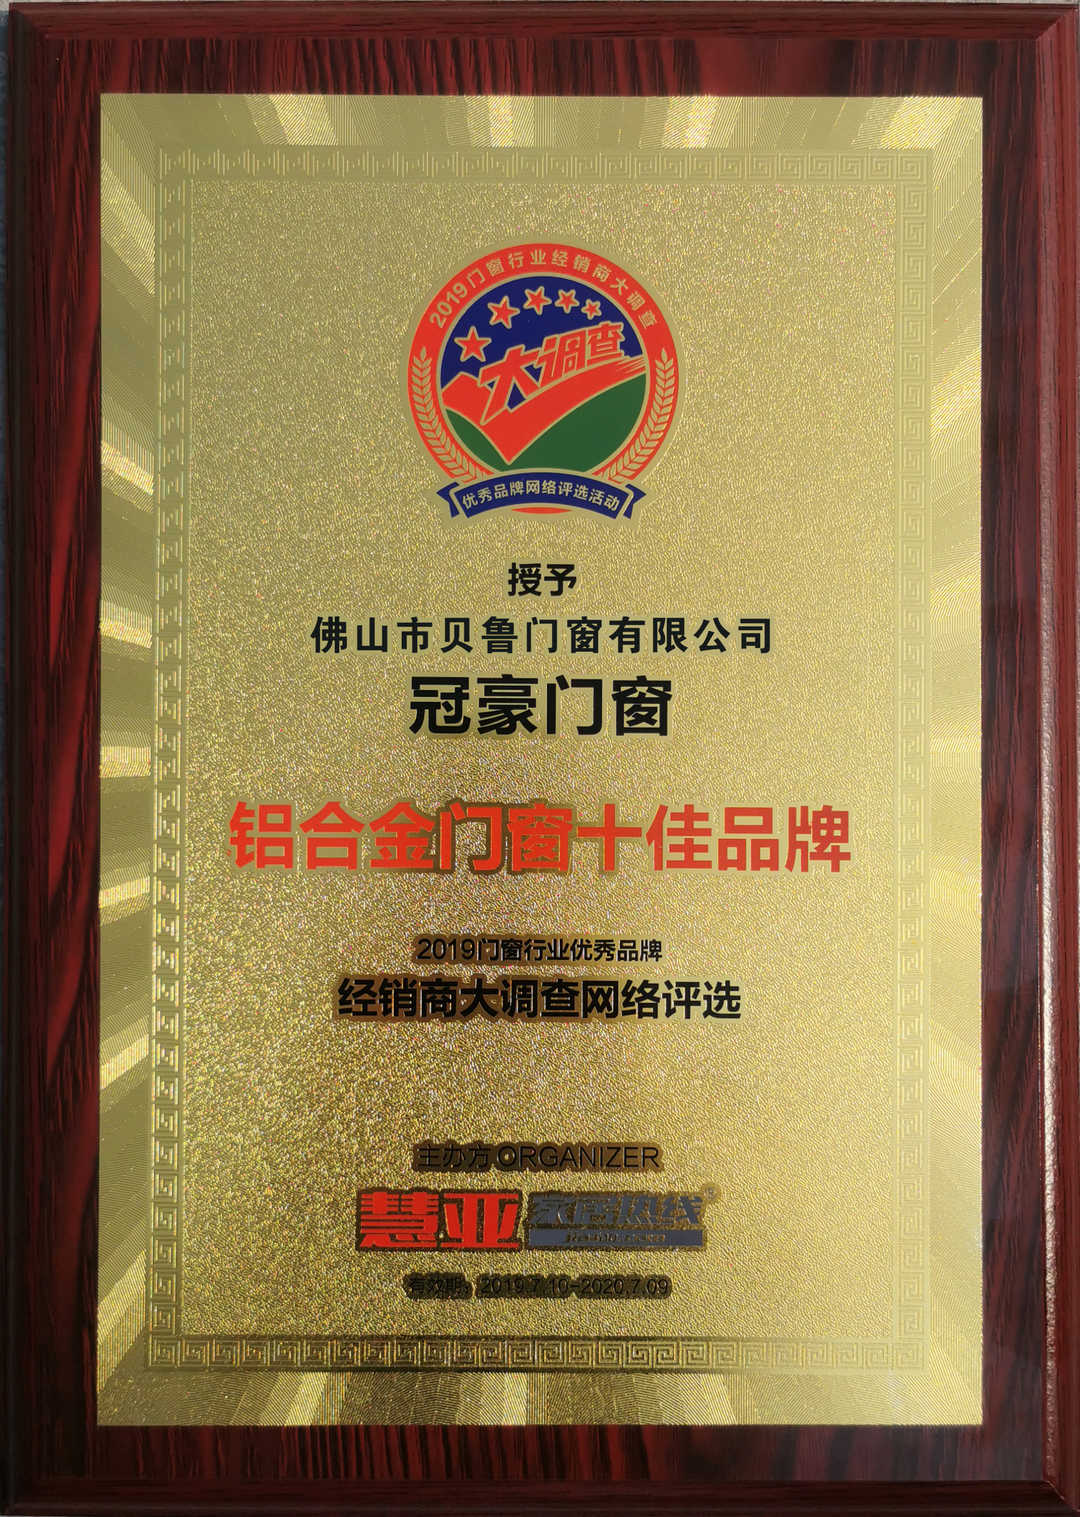 2019门窗行业经销商大调查
大调查
优秀品牌网络评选活动
授予
佛山市贝鲁门窗有限公司
冠豪门窗
铝合金门窗十佳品牌
2019门窗行业优秀品牌
经销商大调查网络评选
主办方 ORGANIZER
慧亚 家居热线®
有效期：2019.7.10-2020.7.09